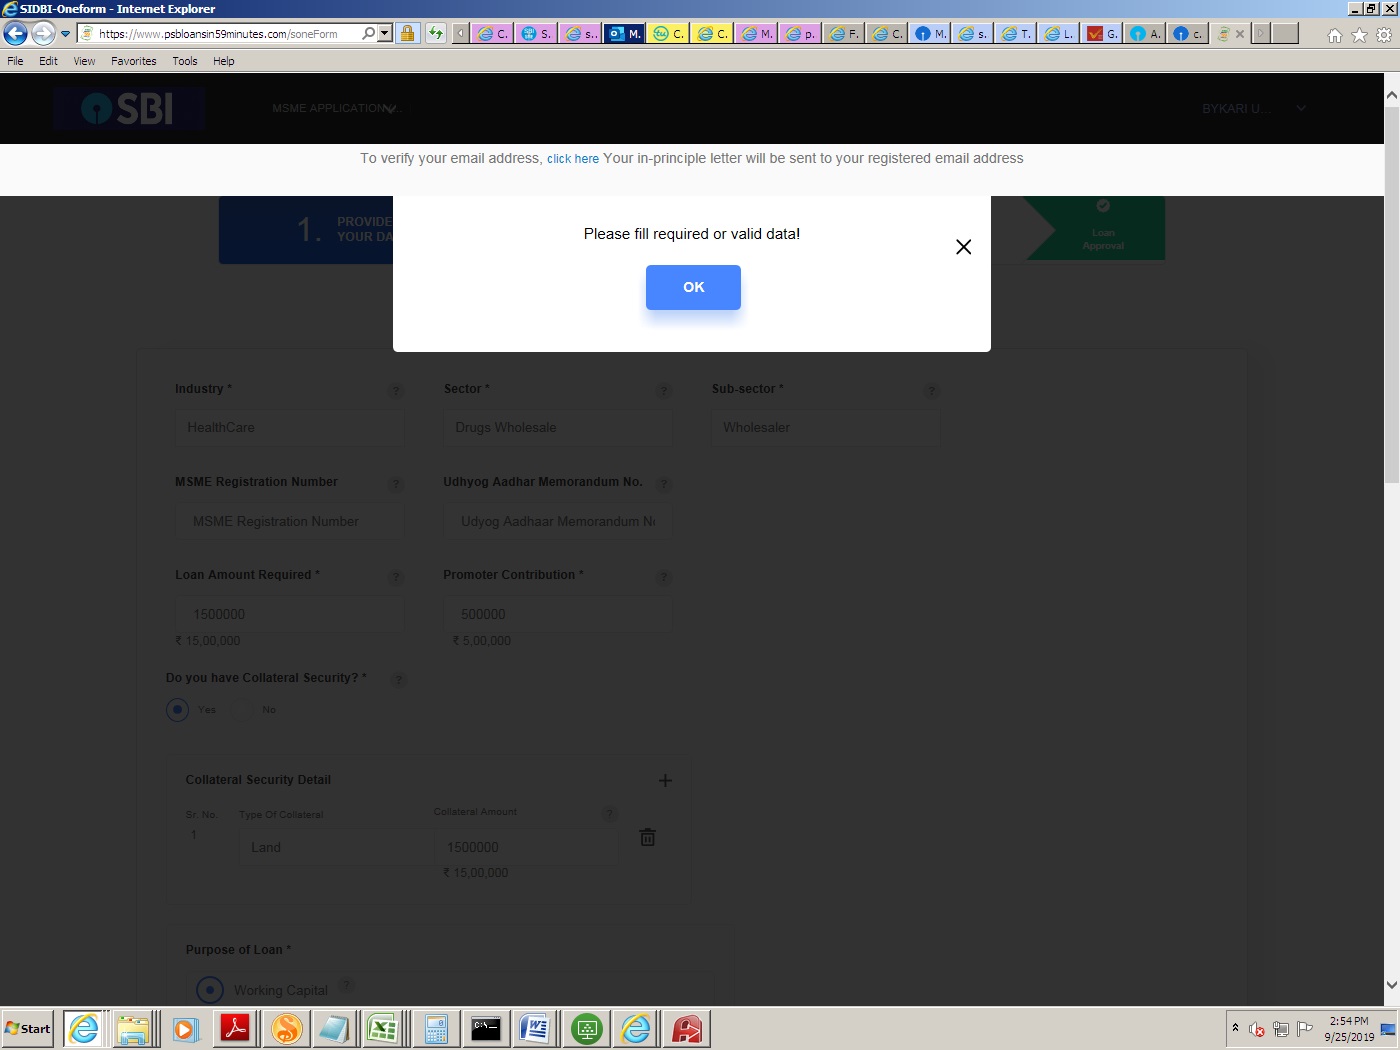 SIDBI-Oneform - Internet Explorer
https://www.psbloansin59minutes.com/soneForm
C. S. s.. M. C. C. M. p. F. C. M. s. T. L. G. A. c.
File Edit View Favorites Tools Help
SBI
MSME APPLICATION
BYKARI U...
To verify your email address, click here Your in-principle letter will be sent to your registered email address
1. PROVIDE
YOUR DA
Loan
Approval
Please fill required or valid data!
OK
Industry * ? Sector * ? Sub-sector * ?
HealthCare Drugs Wholesale Wholesaler
MSME Registration Number ? Udhyog Aadhar Memorandum No. ?
MSME Registration Number Udyog Aadhaar Memorandum N
Loan Amount Required * ? Promoter Contribution * ?
1500000 500000
₹ 15,00,000 ₹ 5,00,000
Do you have Collateral Security? * ?
Yes No
Collateral Security Detail +
Sr. No. Type Of Collateral Collateral Amount ?
1 Land 1500000
₹ 15,00,000
Purpose of Loan *
Working Capital ?
Start
2:54 PM
9/25/2019